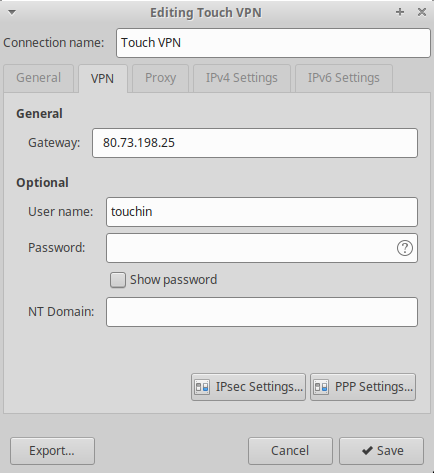 Editing Touch VPN
Connection name: Touch VPN
General VPN Proxy IPv4 Settings IPv6 Settings
General
Gateway: 80.73.198.25
Optional
User name: touchin
Password: ?
Show password
NT Domain:
IPsec Settings... PPP Settings...
Export... Cancel Save